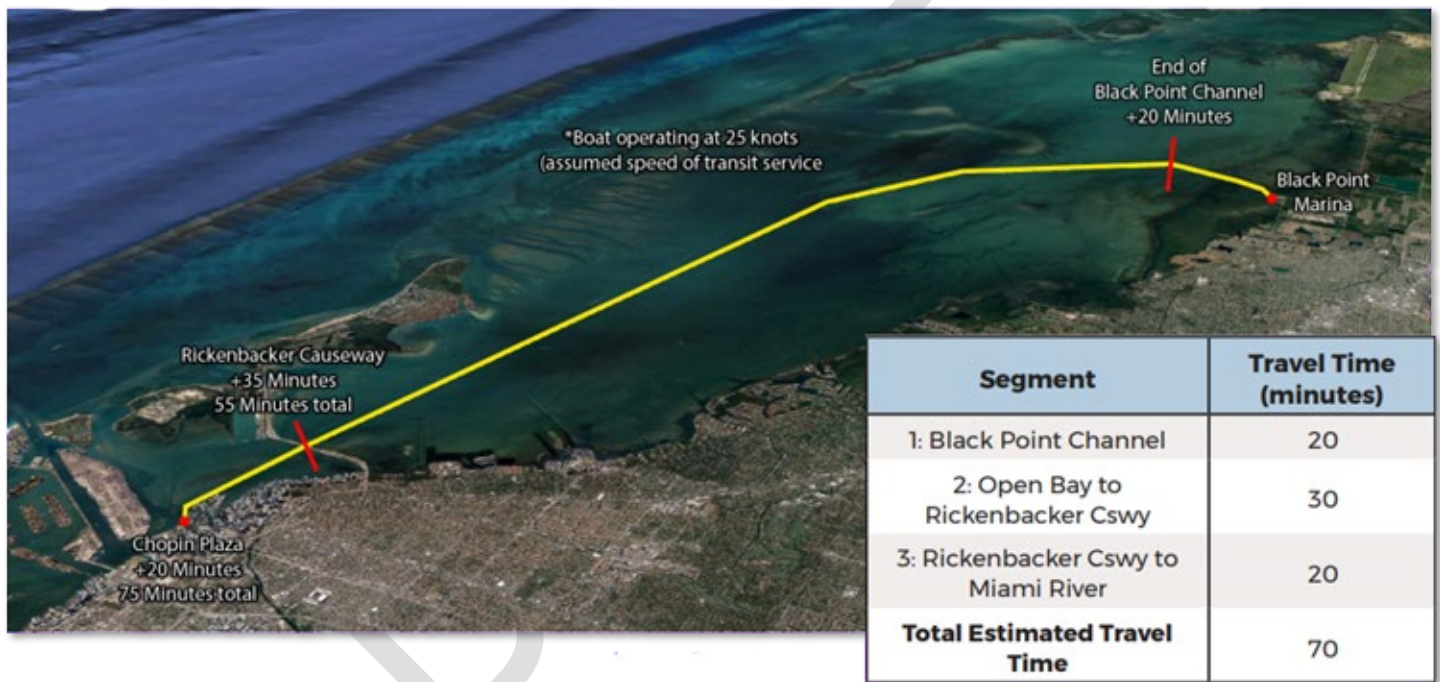 End of
Black Point Channel
+20 Minutes
*Boat operating at 25 knots
(assumed speed of transit service
Black Point
Marina
Rickenbacker Causeway
+35 Minutes
55 Minutes total
Chopin Plaza
+20 Minutes
75 Minutes total
Segment
Travel Time
(minutes)
1: Black Point Channel
20
2: Open Bay to
Rickenbacker Cswy
30
3: Rickenbacker Cswy to
Miami River
20
Total Estimated Travel
Time
70